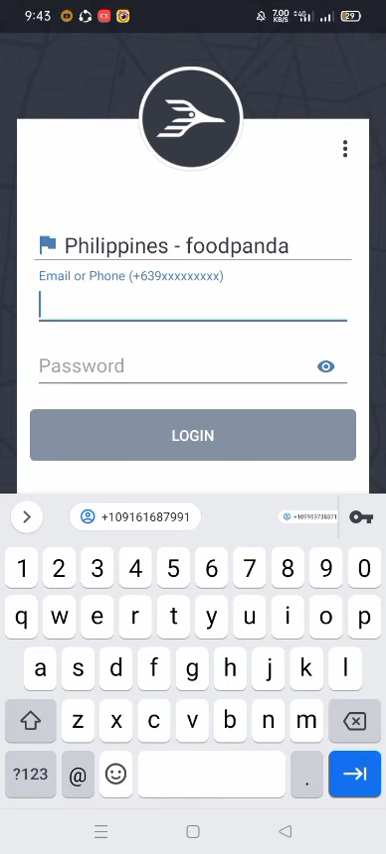 9:43 7.00 KB/S 4G 29
Philippines - foodpanda
Email or Phone (+639xxxxxxxxx)
Password
LOGIN
+109161687991
1 2 3 4 5 6 7 8 9 0
q w e r t y u i o p
a s d f g h j k l
z x c v b n m
?123 @ .